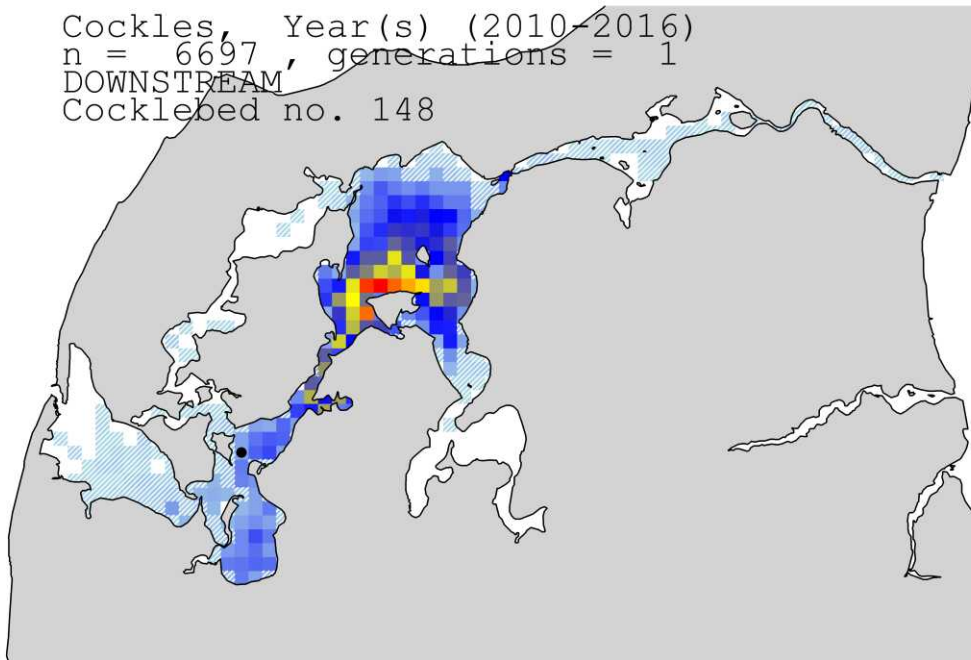 Cockles, Year(s) (2010-2016)
n = 6697 , generations = 1
DOWNSTREAM
Cocklebed no. 148